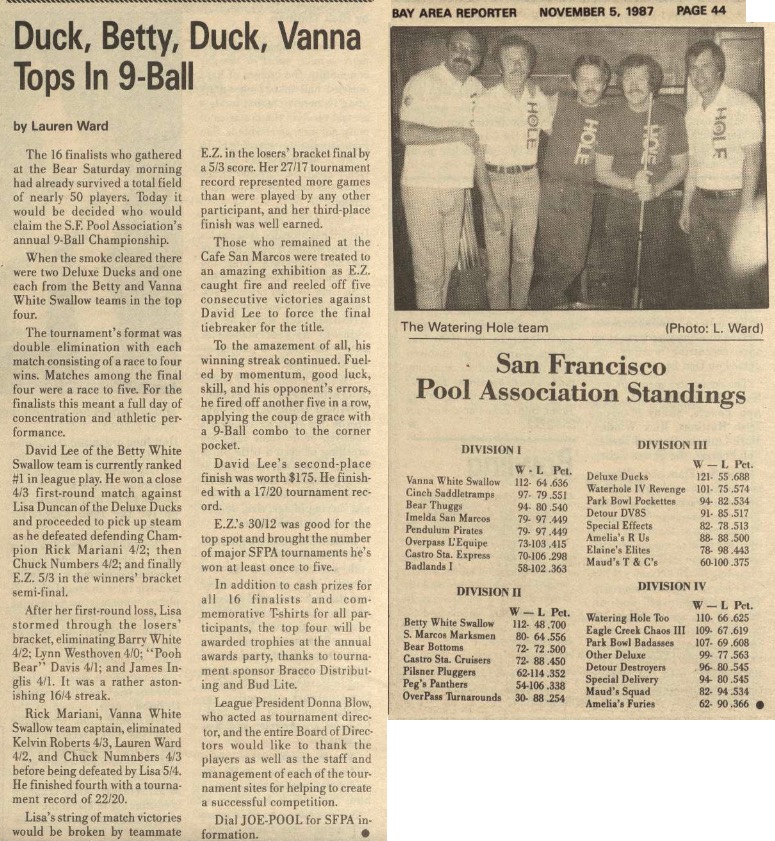 Duck, Betty, Duck, Vanna
Tops In 9-Ball
by Lauren Ward
The 16 finalists who gathered
at the Bear Saturday morning
had already survived a total field
of nearly 50 players. Today it
would be decided who would
claim the S.F. Pool Association's
annual 9-Ball Championship.
When the smoke cleared there
were two Deluxe Ducks and one
each from the Betty and Vanna
White Swallow teams in the top
four.
The tournament's format was
double elimination with each
match consisting of a race to four
wins. Matches among the final
four were a race to five. For the
finalists this meant a full day of
concentration and athletic per-
formance.
David Lee of the Betty White
Swallow team is currently ranked
#1 in league play. He won a close
4/3 first-round match against
Lisa Duncan of the Deluxe Ducks
and proceeded to pick up steam
as he defeated defending Cham-
pion Rick Mariani 4/2; then
Chuck Numbers 4/2; and finally
E.Z. 5/3 in the winners' bracket
semi-final.
After her first-round loss, Lisa
stormed through the losers'
bracket, eliminating Barry White
4/2; Lynn Westhoven 4/0; "Pooh
Bear" Davis 4/1; and James In-
glis 4/1. It was a rather aston-
ishing 16/4 streak.
Rick Mariani, Vanna White
Swallow team captain, eliminated
Kelvin Roberts 4/3, Lauren Ward
4/2, and Chuck Numnbers 4/3
before being defeated by Lisa 5/4.
He finished fourth with a tourna-
ment record of 22/20.
Lisa's string of match victories
would be broken by teammate
E.Z. in the losers' bracket final by
a 5/3 score. Her 27/17 tournament
record represented more games
than were played by any other
participant, and her third-place
finish was well earned.
Those who remained at the
Cafe San Marcos were treated to
an amazing exhibition as E.Z.
caught fire and reeled off five
consecutive victories against
David Lee to force the final
tiebreaker for the title.
To the amazement of all, his
winning streak continued. Fuel-
ed by momentum, good luck,
skill, and his opponent's errors,
he fired off another five in a row,
applying the coup de grace with
a 9-Ball combo to the corner
pocket.
David Lee's second-place
finish was worth $175. He finish-
ed with a 17/20 tournament rec-
ord.
E.Z.'s 30/12 was good for the
top spot and brought the number
of major SFPA tournaments he's
won at least once to five.
In addition to cash prizes for
all 16 finalists and com-
memorative T-shirts for all par-
ticipants, the top four will be
awarded trophies at the annual
awards party, thanks to tourna-
ment sponsor Bracco Distribut-
ing and Bud Lite.
League President Donna Blow,
who acted as tournament direc-
tor, and the entire Board of Direc-
tors would like to thank the
players as well as the staff and
management of each of the tour-
nament sites for helping to create
a successful competition.
Dial JOE-POOL for SFPA in-
formation.
BAY AREA REPORTER NOVEMBER 5, 1987 PAGE 44
HOLE
HOLE
HOLE
HOLE
The Watering Hole team (Photo: L. Ward)
San Francisco
Pool Association Standings
DIVISION I
W - L Pct.
Vanna White Swallow 112- 64 .636
Cinch Saddletramps 97- 79 .551
Bear Thuggs 94- 80 .540
Imelda San Marcos 79- 97 .449
Pendulum Pirates 79- 97 .449
Overpass L'Equipe 73-103 .415
Castro Sta. Express 70-106 .298
Badlands I 58-102 .363
DIVISION II
W — L Pct.
Betty White Swallow 112- 48 .700
S. Marcos Marksmen 80- 64 .556
Bear Bottoms 72- 72 .500
Castro Sta. Cruisers 72- 88 .450
Pilsner Pluggers 62-114 .352
Peg's Panthers 54-106 .338
OverPass Turnarounds 30- 88 .254
DIVISION III
W — L Pct.
Deluxe Ducks 121- 55 .688
Waterhole IV Revenge 101- 75 .574
Park Bowl Pockettes 94- 82 .534
Detour DV8S 91- 85 .517
Special Effects 82- 78 .513
Amelia's R Us 88- 88 .500
Elaine's Elites 78- 98 .443
Maud's T & C's 60-100 .375
DIVISION IV
W — L Pct.
Watering Hole Too 110- 66 .625
Eagle Creek Chaos III 109- 67 .619
Park Bowl Badasses 107- 69 .608
Other Deluxe 99- 77 .563
Detour Destroyers 96- 80 .545
Special Delivery 94- 80 .545
Maud's Squad 82- 94 .534
Amelia's Furies 62- 90 .366